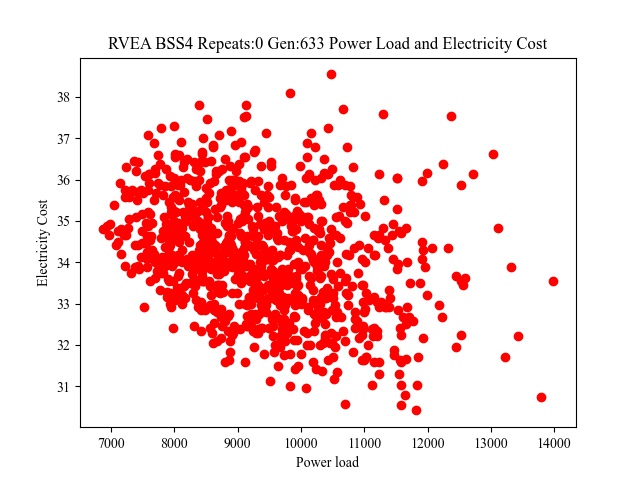 RVEA BSS4 Repeats:0 Gen:633 Power Load and Electricity Cost
38
37
36
35
34
33
32
31
Electricity Cost
7000 8000 9000 10000 11000 12000 13000 14000
Power load